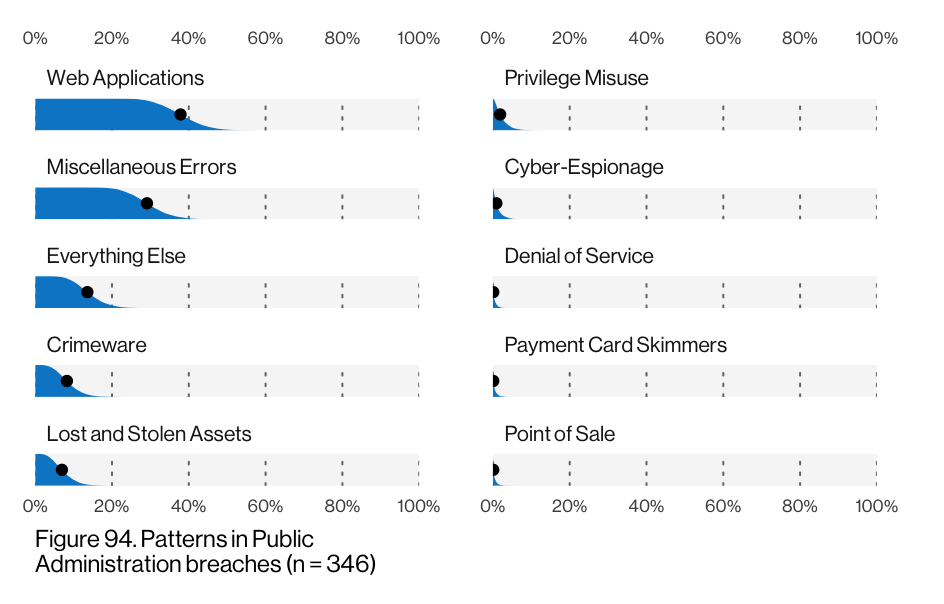 0% 20% 40% 60% 80% 100% 0% 20% 40% 60% 80% 100%
Web Applications
Privilege Misuse
Miscellaneous Errors
Cyber-Espionage
Everything Else
Denial of Service
Crimeware
Payment Card Skimmers
Lost and Stolen Assets
Point of Sale
0% 20% 40% 60% 80% 100% 0% 20% 40% 60% 80% 100%
Figure 94. Patterns in Public
Administration breaches (n = 346)